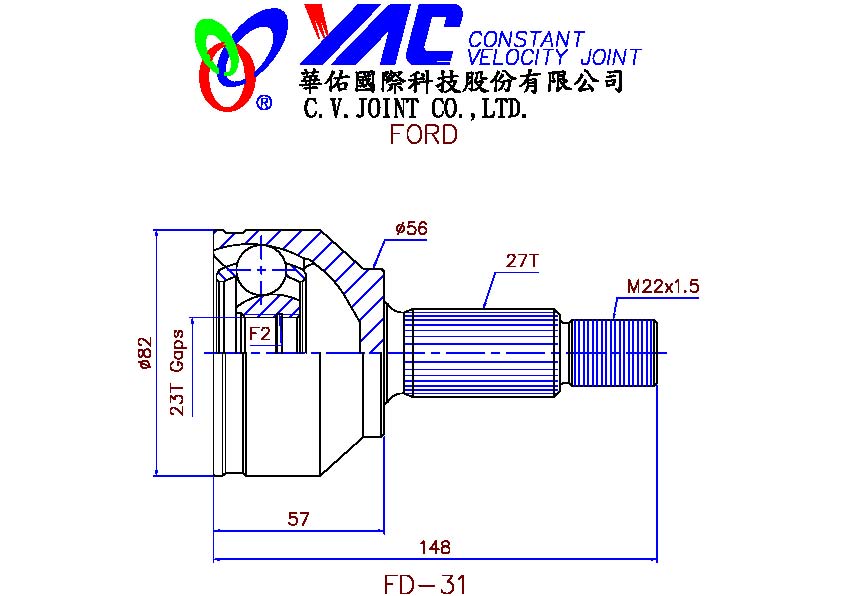 YAC CONSTANT
VELOCITY JOINT
華佑國際科技股份有限公司
®
C.V.JOINT CO.,LTD.
FORD
ø56
27T
M22x1.5
F2
ø82
23T Gaps
57
148
FD-31